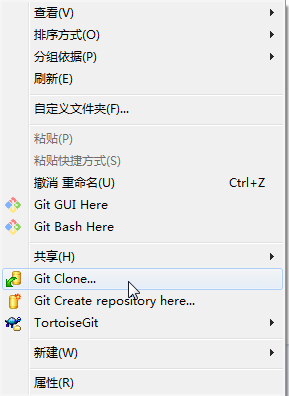 查看(V)
排序方式(O)
分组依据(P)
刷新(E)
自定义文件夹(F)...
粘贴(P)
粘贴快捷方式(S)
撤消 重命名(U) Ctrl+Z
Git GUI Here
Git Bash Here
共享(H)
Git Clone...
Git Create repository here...
TortoiseGit
新建(W)
属性(R)